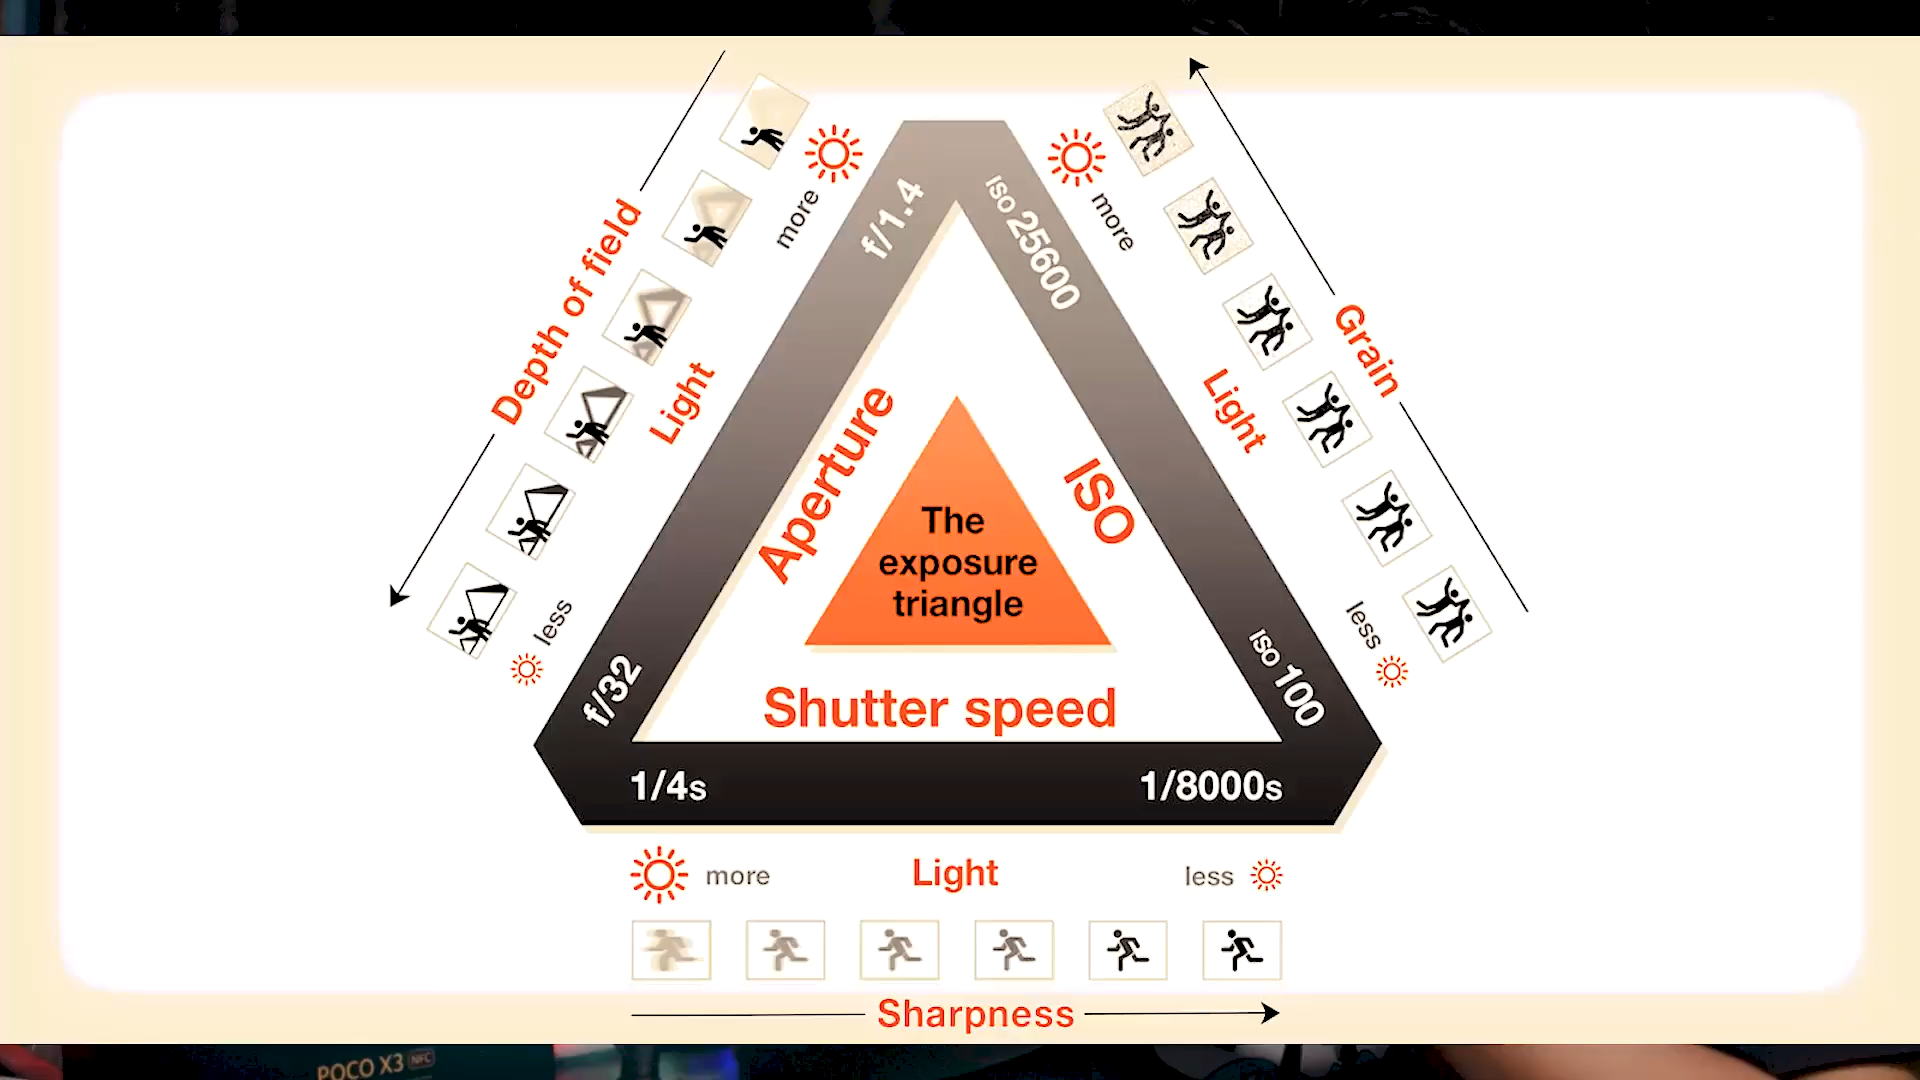 Depth of field
more
Light
less
f/1.4
f/32
Aperture
ISO 25600
ISO 100
ISO
more
Light
less
Grain
The
exposure
triangle
Shutter speed
1/4s
1/8000s
more
Light
less
Sharpness
POCO X3 NFC